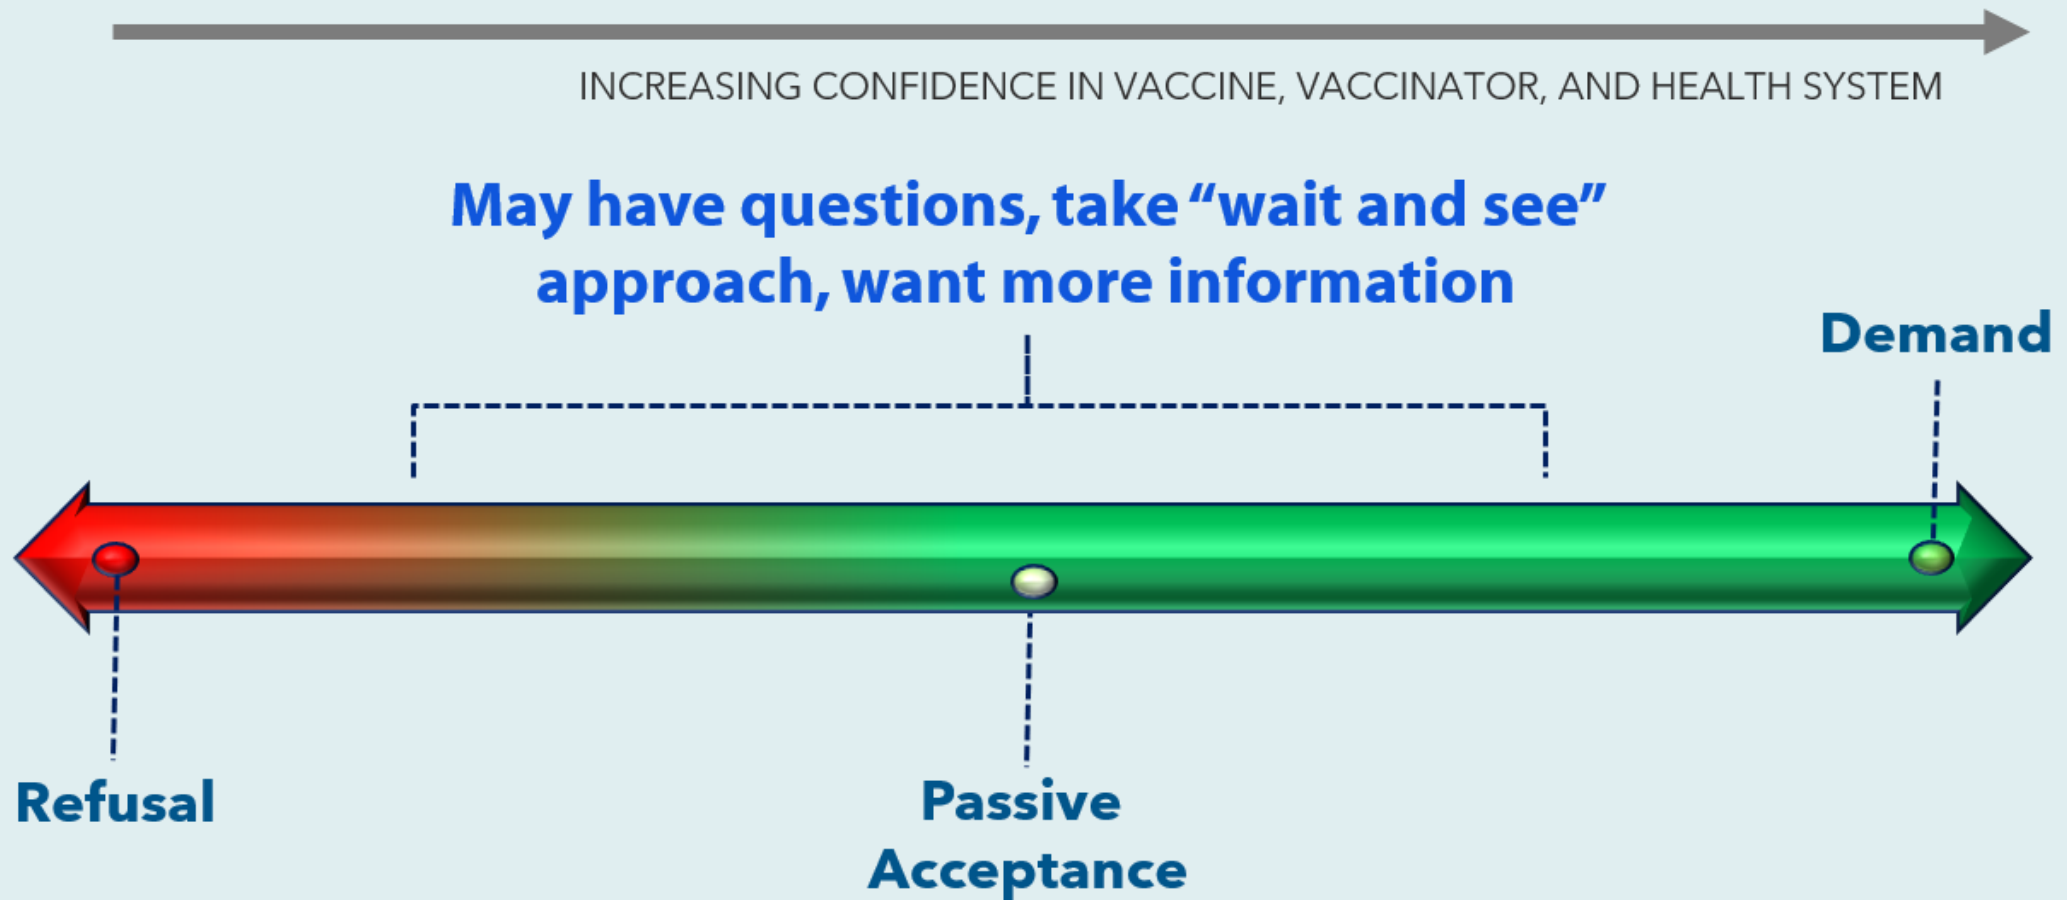 INCREASING CONFIDENCE IN VACCINE, VACCINATOR, AND HEALTH SYSTEM
May have questions, take “wait and see”
approach, want more information
Demand
Refusal
Passive
Acceptance